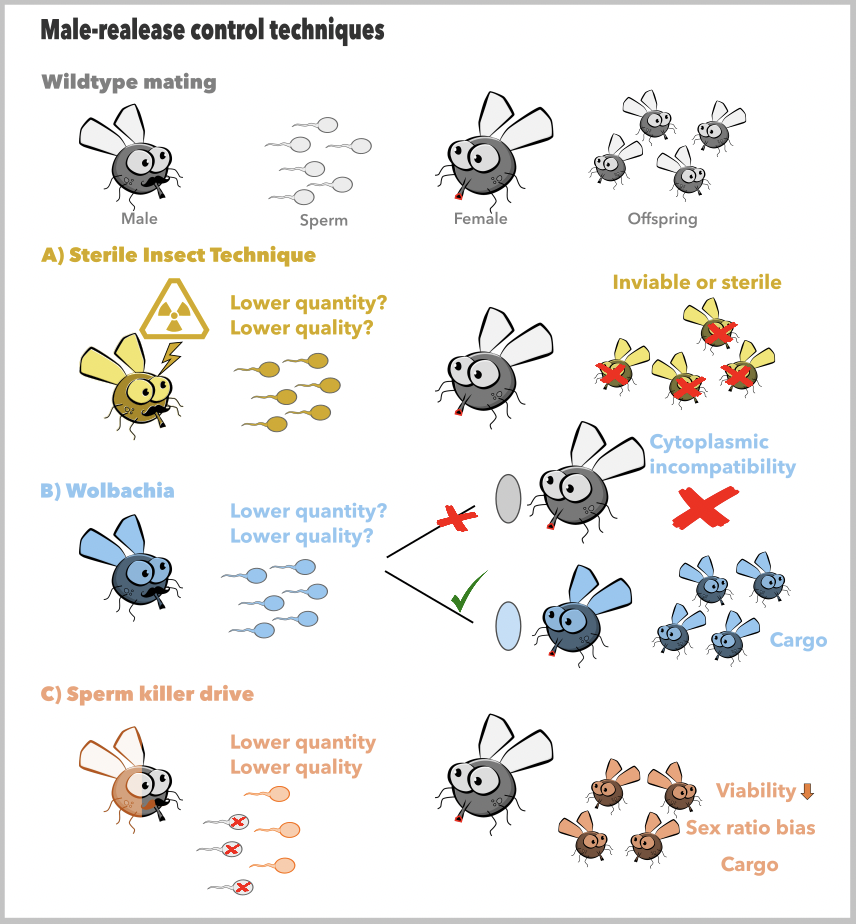 Male-realease control techniques
Wildtype mating
Male
Sperm
Female
Offspring
A) Sterile Insect Technique
Lower quantity?
Lower quality?
Inviable or sterile
B) Wolbachia
Lower quantity?
Lower quality?
Cytoplasmic
incompatibility
Cargo
C) Sperm killer drive
Lower quantity
Lower quality
Viability
Sex ratio bias
Cargo